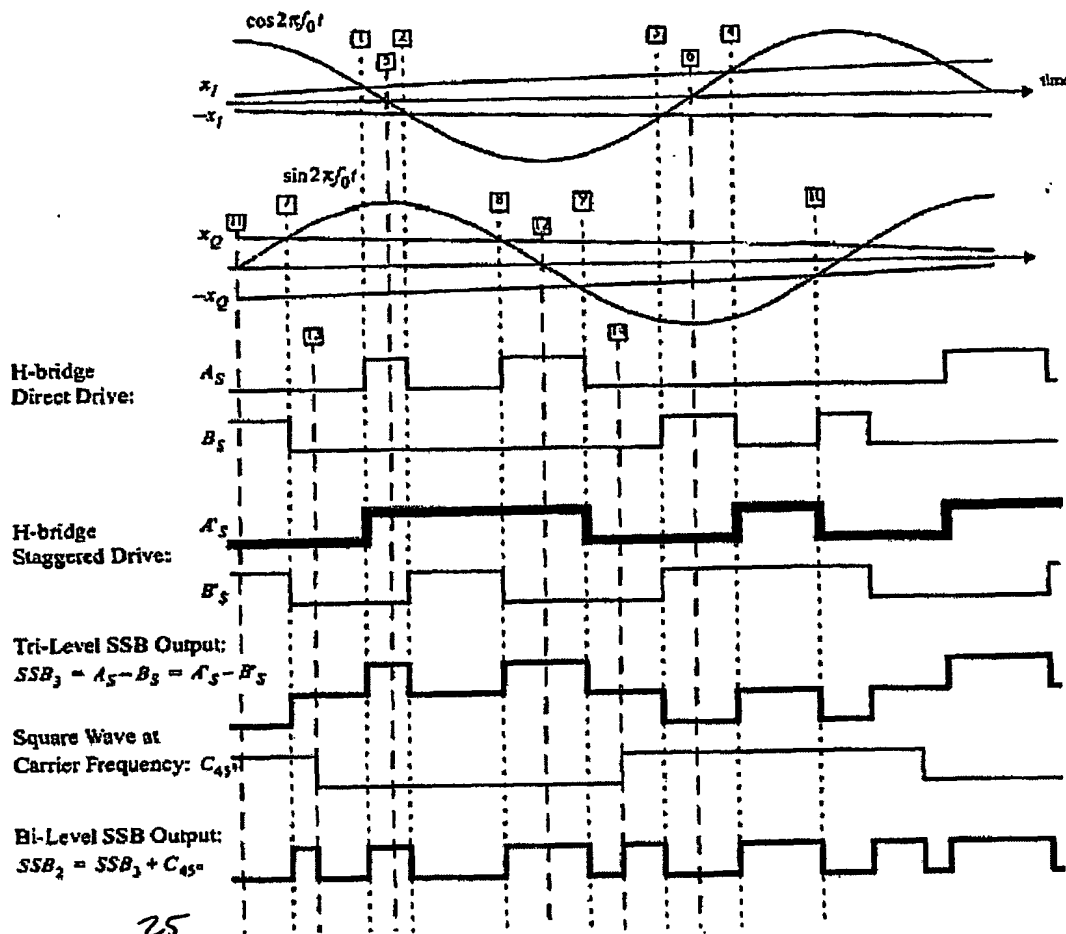 cos2πf₀t
1
2
5
3
6
4
x_I
-x_I
time
sin2πf₀t
11
7
8
12
9
10
x_Q
-x_Q
13
14
H-bridge
Direct Drive:
A_S
B_S
H-bridge
Staggered Drive:
A'_S
B'_S
Tri-Level SSB Output:
SSB₃ = A_S - B_S = A'_S - B'_S
Square Wave at
Carrier Frequency: C₄₅°
Bi-Level SSB Output:
SSB₂ = SSB₃ + C₄₅°
25